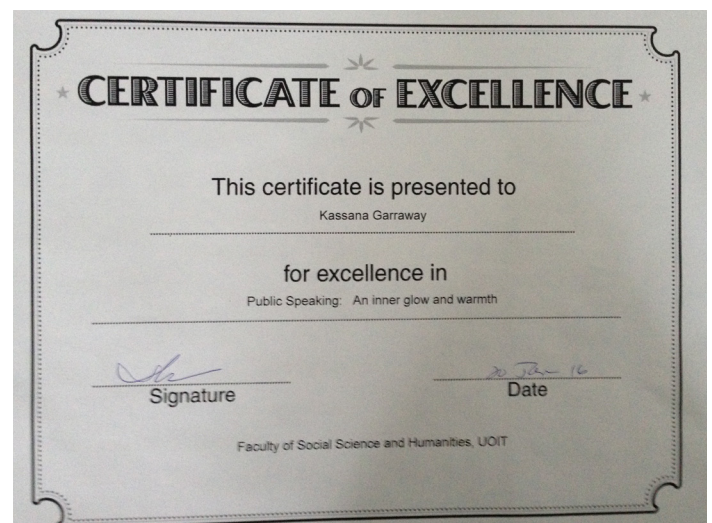 CERTIFICATE OF EXCELLENCE
This certificate is presented to
Kassana Garraway
for excellence in
Public Speaking: An inner glow and warmth
20 Jan 16
Signature
Date
Faculty of Social Science and Humanities, UOIT